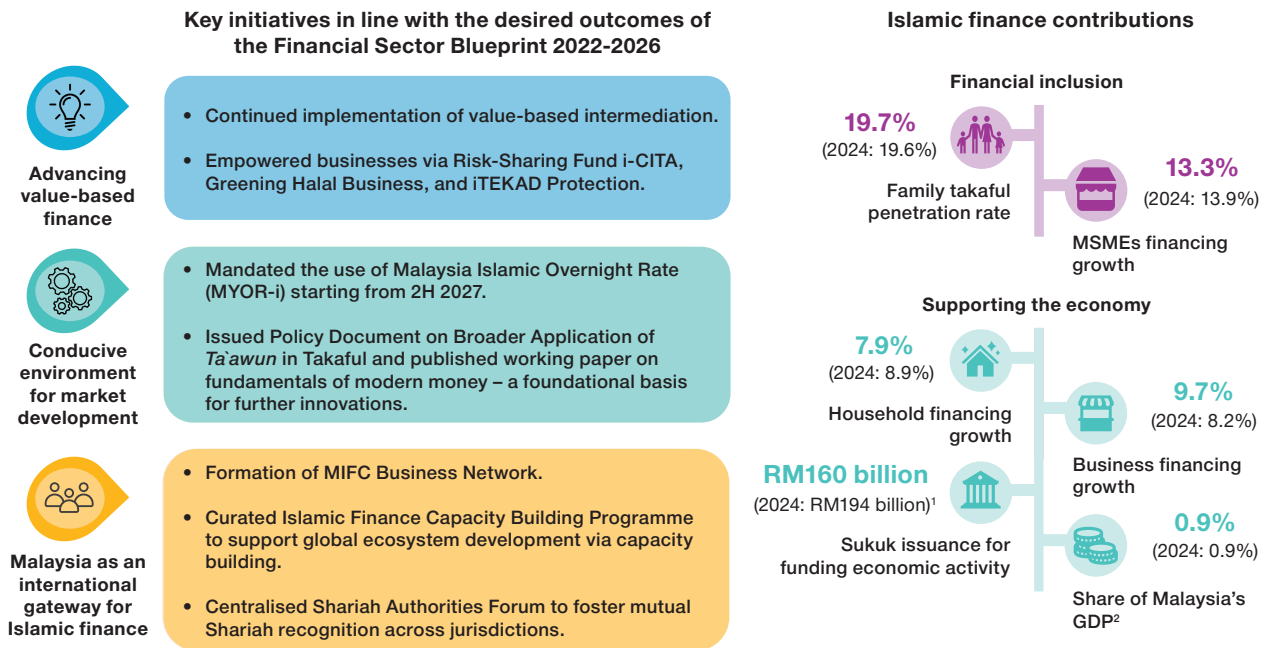 Key initiatives in line with the desired outcomes of
the Financial Sector Blueprint 2022-2026
Advancing
value-based
finance
• Continued implementation of value-based intermediation.
• Empowered businesses via Risk-Sharing Fund i-CITA,
Greening Halal Business, and iTEKAD Protection.
Conducive
environment
for market
development
• Mandated the use of Malaysia Islamic Overnight Rate
(MYOR-i) starting from 2H 2027.
• Issued Policy Document on Broader Application of
Ta`awun in Takaful and published working paper on
fundamentals of modern money – a foundational basis
for further innovations.
Malaysia as an
international
gateway for
Islamic finance
• Formation of MIFC Business Network.
• Curated Islamic Finance Capacity Building Programme
to support global ecosystem development via capacity
building.
• Centralised Shariah Authorities Forum to foster mutual
Shariah recognition across jurisdictions.
Islamic finance contributions
Financial inclusion
19.7%
(2024: 19.6%)
Family takaful
penetration rate
13.3%
(2024: 13.9%)
MSMEs financing
growth
Supporting the economy
7.9%
(2024: 8.9%)
Household financing
growth
9.7%
(2024: 8.2%)
Business financing
growth
RM160 billion
(2024: RM194 billion)¹
Sukuk issuance for
funding economic activity
0.9%
(2024: 0.9%)
Share of Malaysia's
GDP²